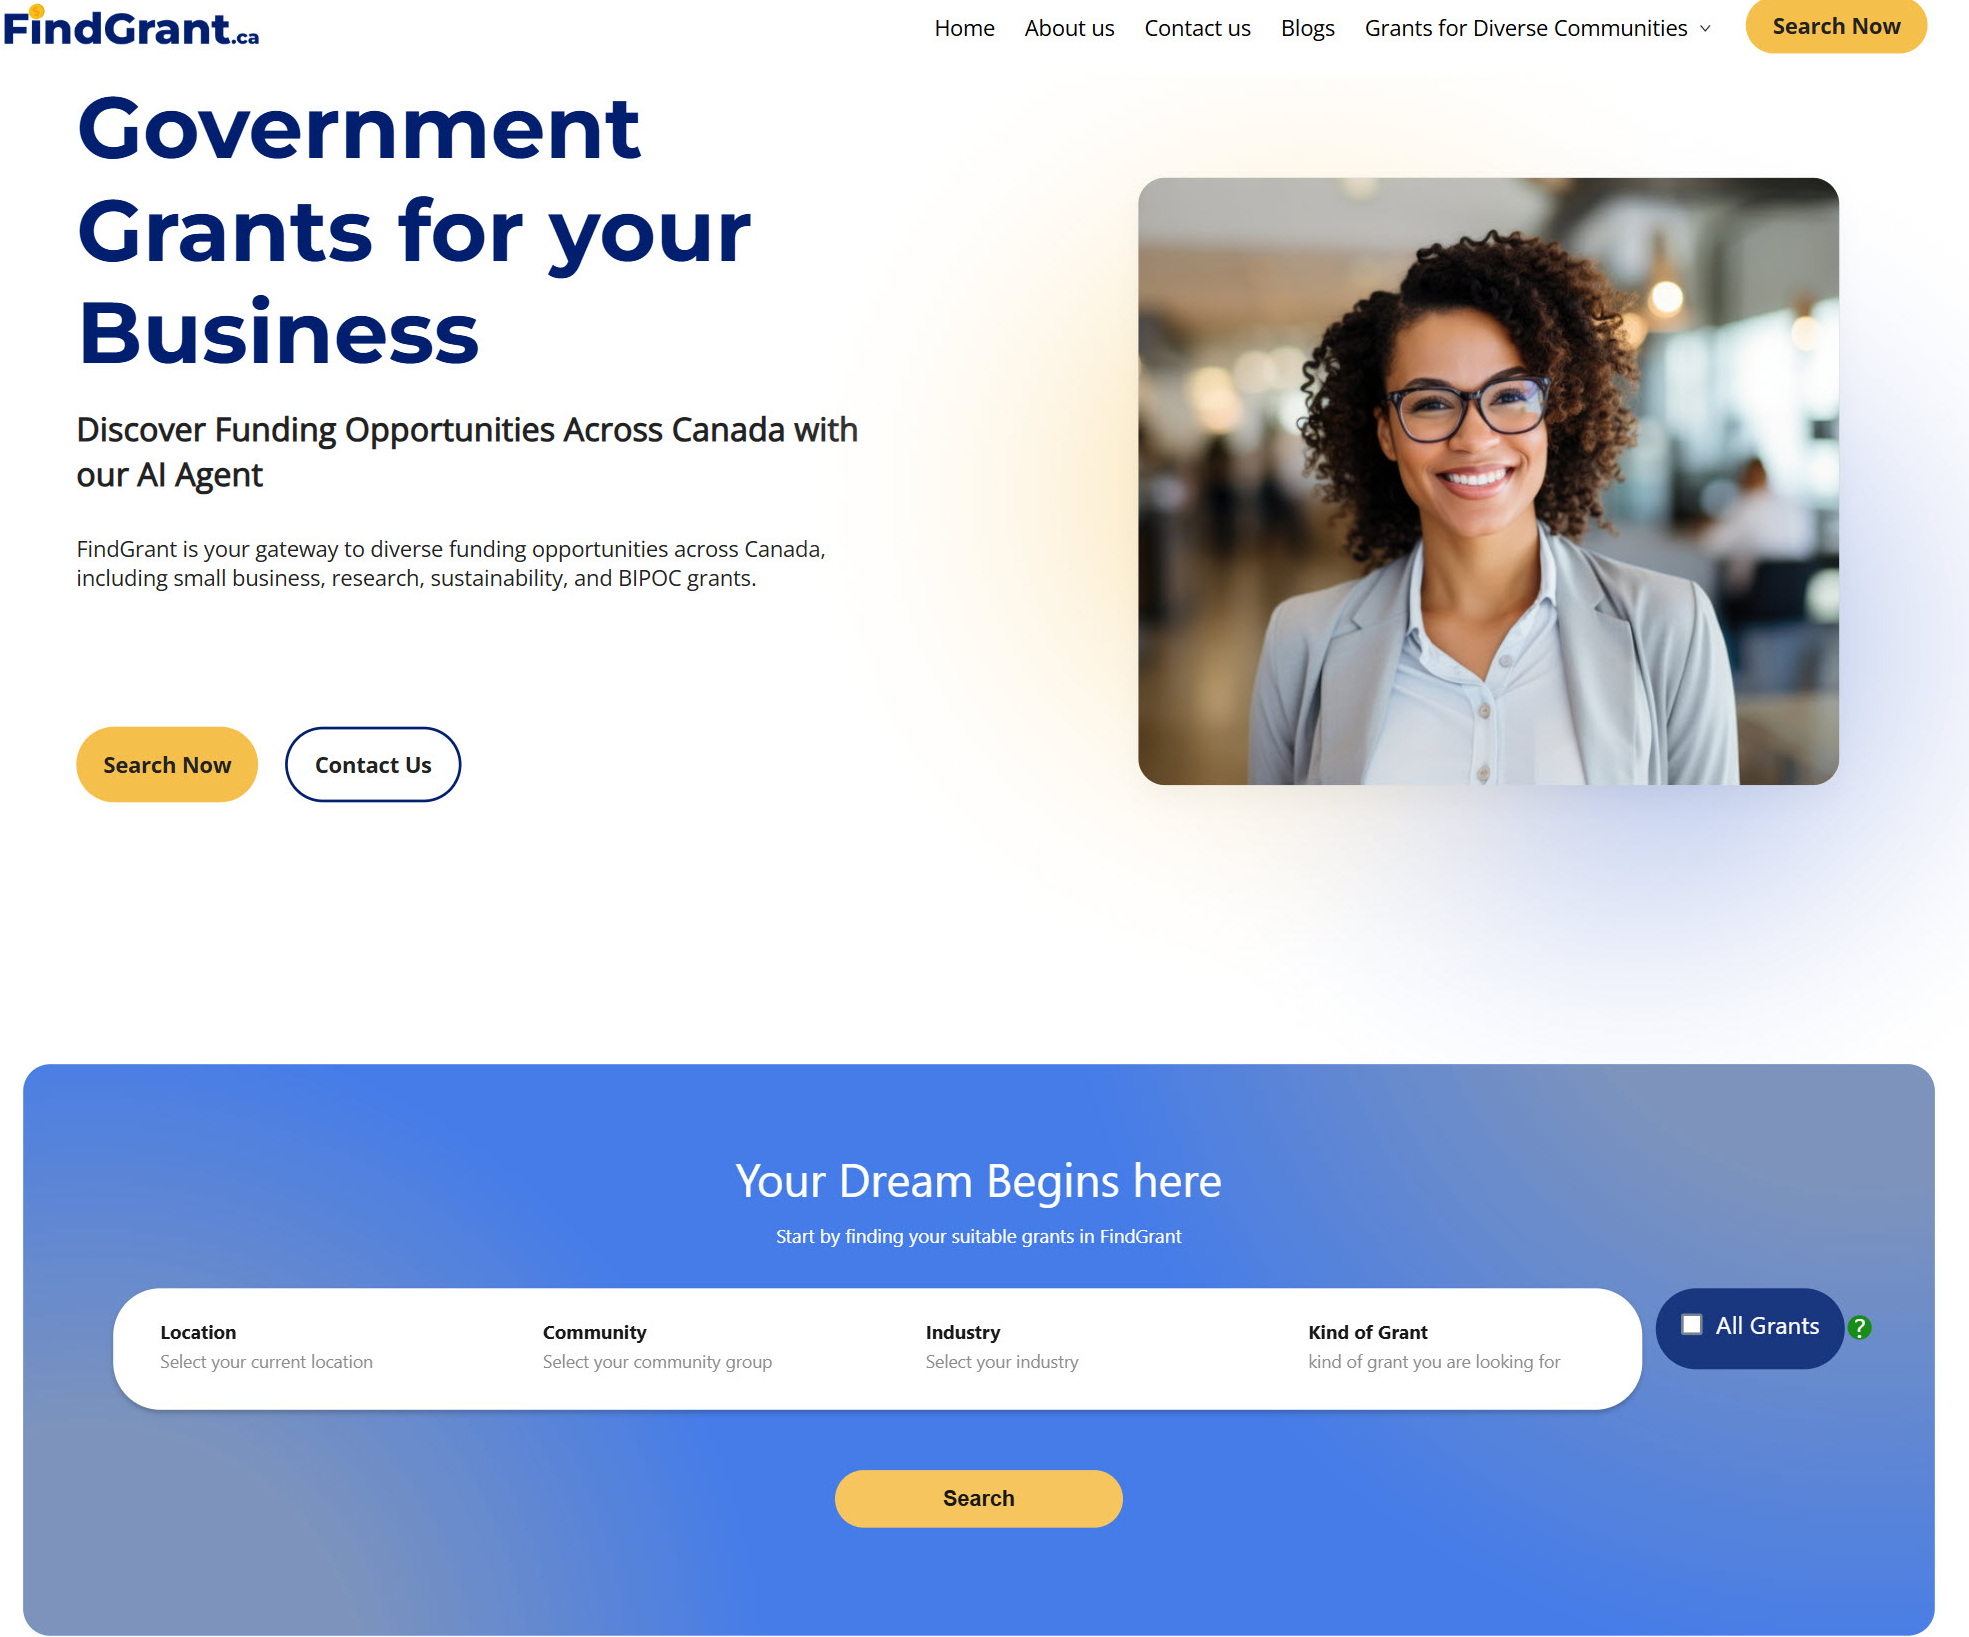 FindGrant.ca
Home About us Contact us Blogs Grants for Diverse Communities Search Now
Government
Grants for your
Business
Discover Funding Opportunities Across Canada with
our AI Agent
FindGrant is your gateway to diverse funding opportunities across Canada,
including small business, research, sustainability, and BIPOC grants.
Search Now Contact Us
Your Dream Begins here
Start by finding your suitable grants in FindGrant
Location Community Industry Kind of Grant
Select your current location Select your community group Select your industry kind of grant you are looking for
All Grants ?
Search